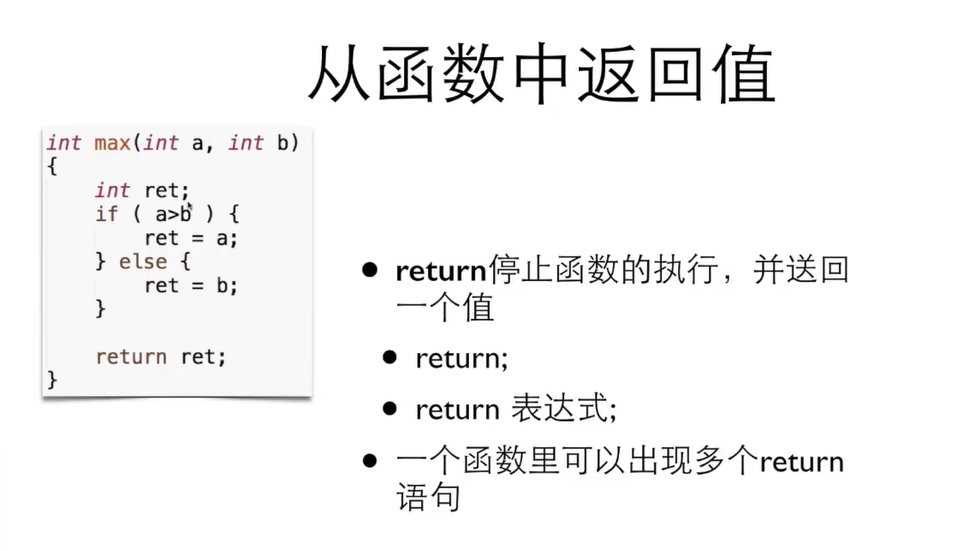 从函数中返回值
int max(int a, int b)
{
    int ret;
    if ( a>b ) {
        ret = a;
    } else {
        ret = b;
    }

    return ret;
}
• return停止函数的执行，并送回
一个值
• return;
• return 表达式;
• 一个函数里可以出现多个return
语句